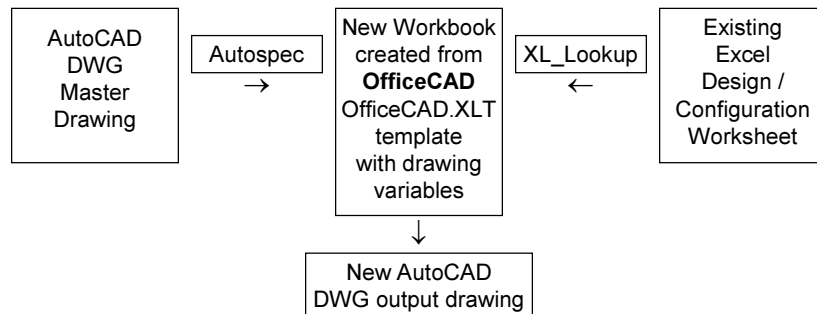 AutoCAD
DWG
Master
Drawing
Autospec
→
New Workbook
created from
OfficeCAD
OfficeCAD.XLT
template
with drawing
variables
XL_Lookup
←
Existing
Excel
Design /
Configuration
Worksheet
↓
New AutoCAD
DWG output drawing